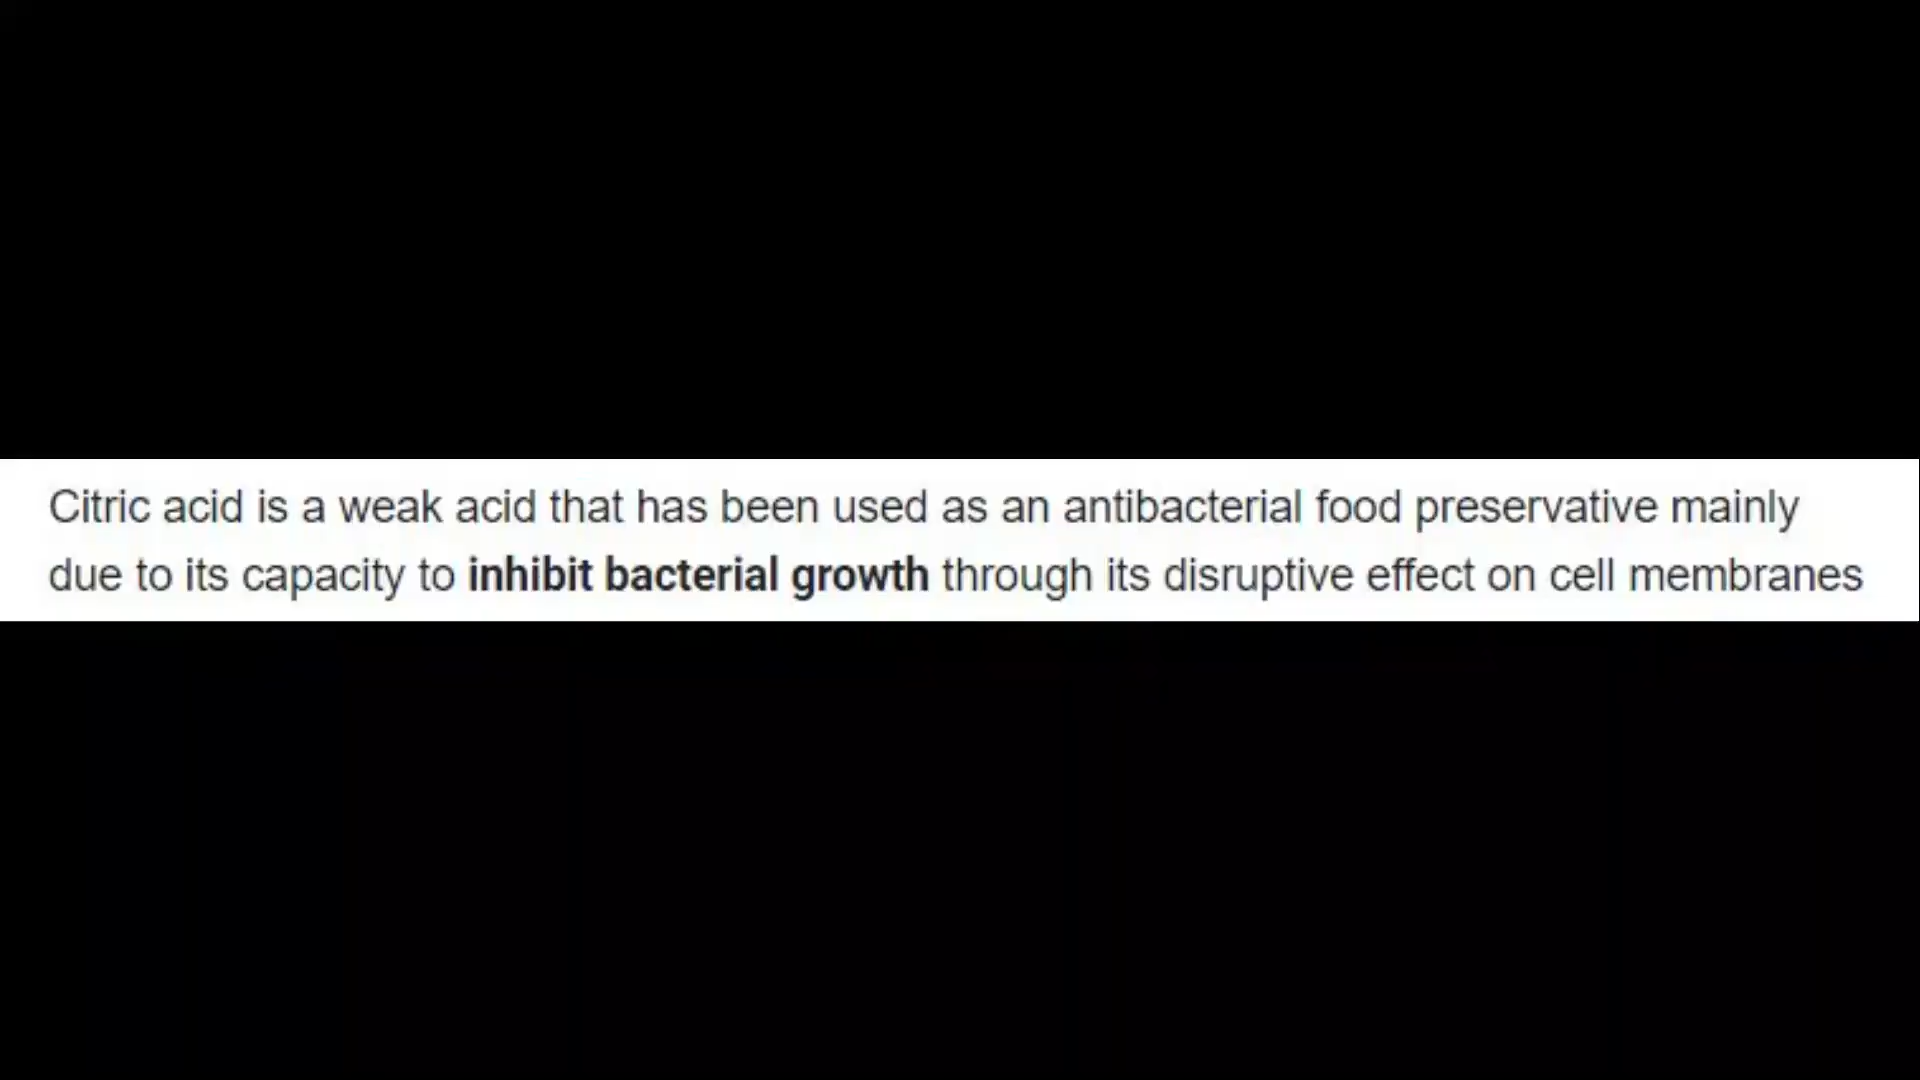 Citric acid is a weak acid that has been used as an antibacterial food preservative mainly
due to its capacity to inhibit bacterial growth through its disruptive effect on cell membranes